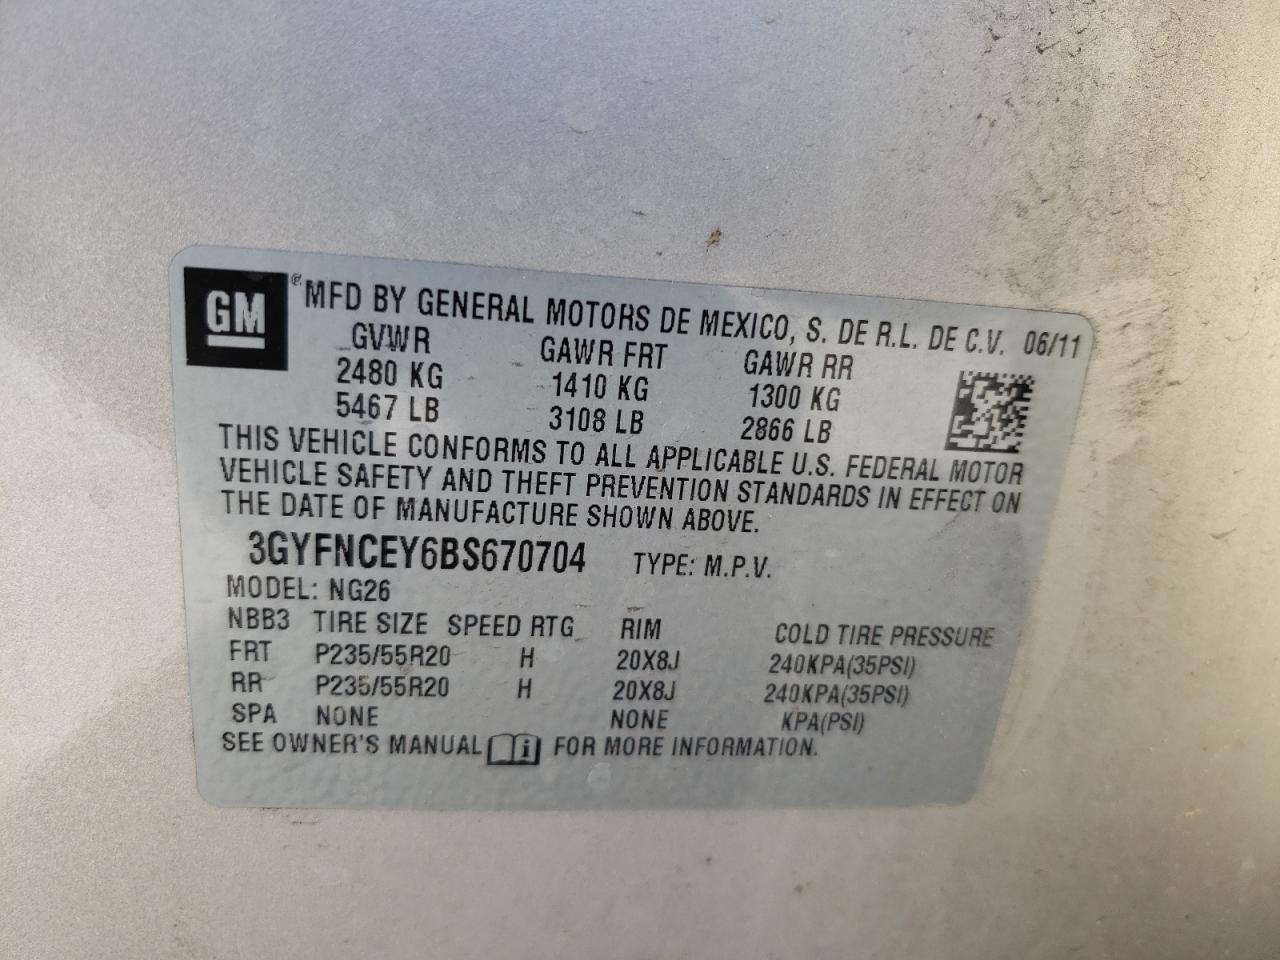 GM ® MFD BY GENERAL MOTORS DE MEXICO, S. DE R.L. DE C.V. 06/11
GVWR GAWR FRT GAWR RR
2480 KG 1410 KG 1300 KG
5467 LB 3108 LB 2866 LB
THIS VEHICLE CONFORMS TO ALL APPLICABLE U.S. FEDERAL MOTOR
VEHICLE SAFETY AND THEFT PREVENTION STANDARDS IN EFFECT ON
THE DATE OF MANUFACTURE SHOWN ABOVE.
3GYFNCEY6BS670704 TYPE: M.P.V.
MODEL: NG26
NBB3 TIRE SIZE SPEED RTG RIM COLD TIRE PRESSURE
FRT P235/55R20 H 20X8J 240KPA(35PSI)
RR P235/55R20 H 20X8J 240KPA(35PSI)
SPA NONE NONE KPA(PSI)
SEE OWNER'S MANUAL i FOR MORE INFORMATION.